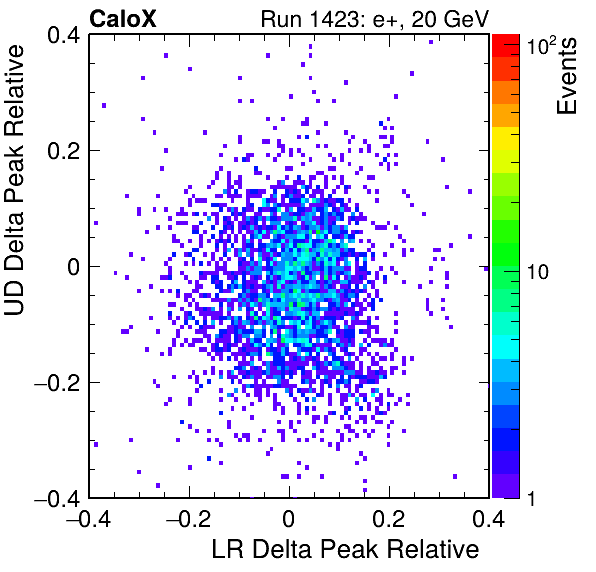 CaloX Run 1423: e+, 20 GeV
UD Delta Peak Relative
0.4
0.2
0
−0.2
−0.4
−0.4 −0.2 0 0.2 0.4
LR Delta Peak Relative
10²
10
1
Events